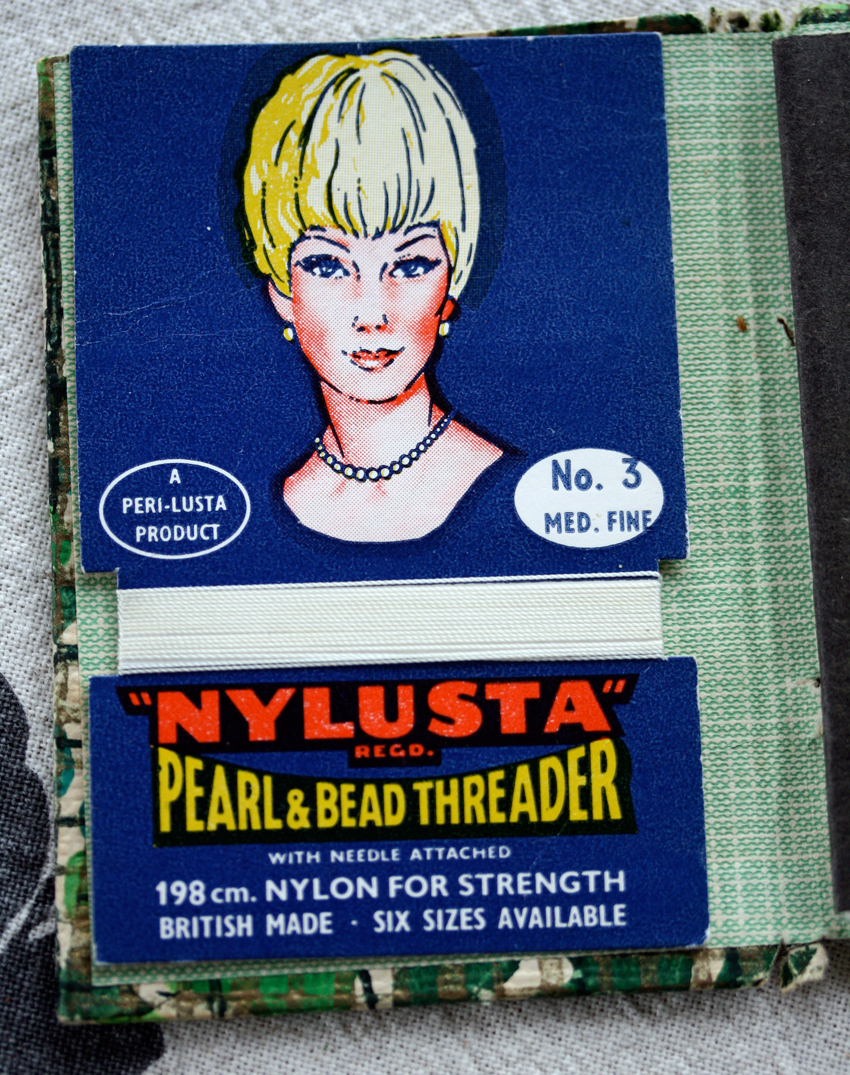 A
PERI-LUSTA
PRODUCT
No. 3
MED. FINE
"NYLUSTA"
REGD.
PEARL & BEAD THREADER
WITH NEEDLE ATTACHED
198 cm. NYLON FOR STRENGTH
BRITISH MADE · SIX SIZES AVAILABLE